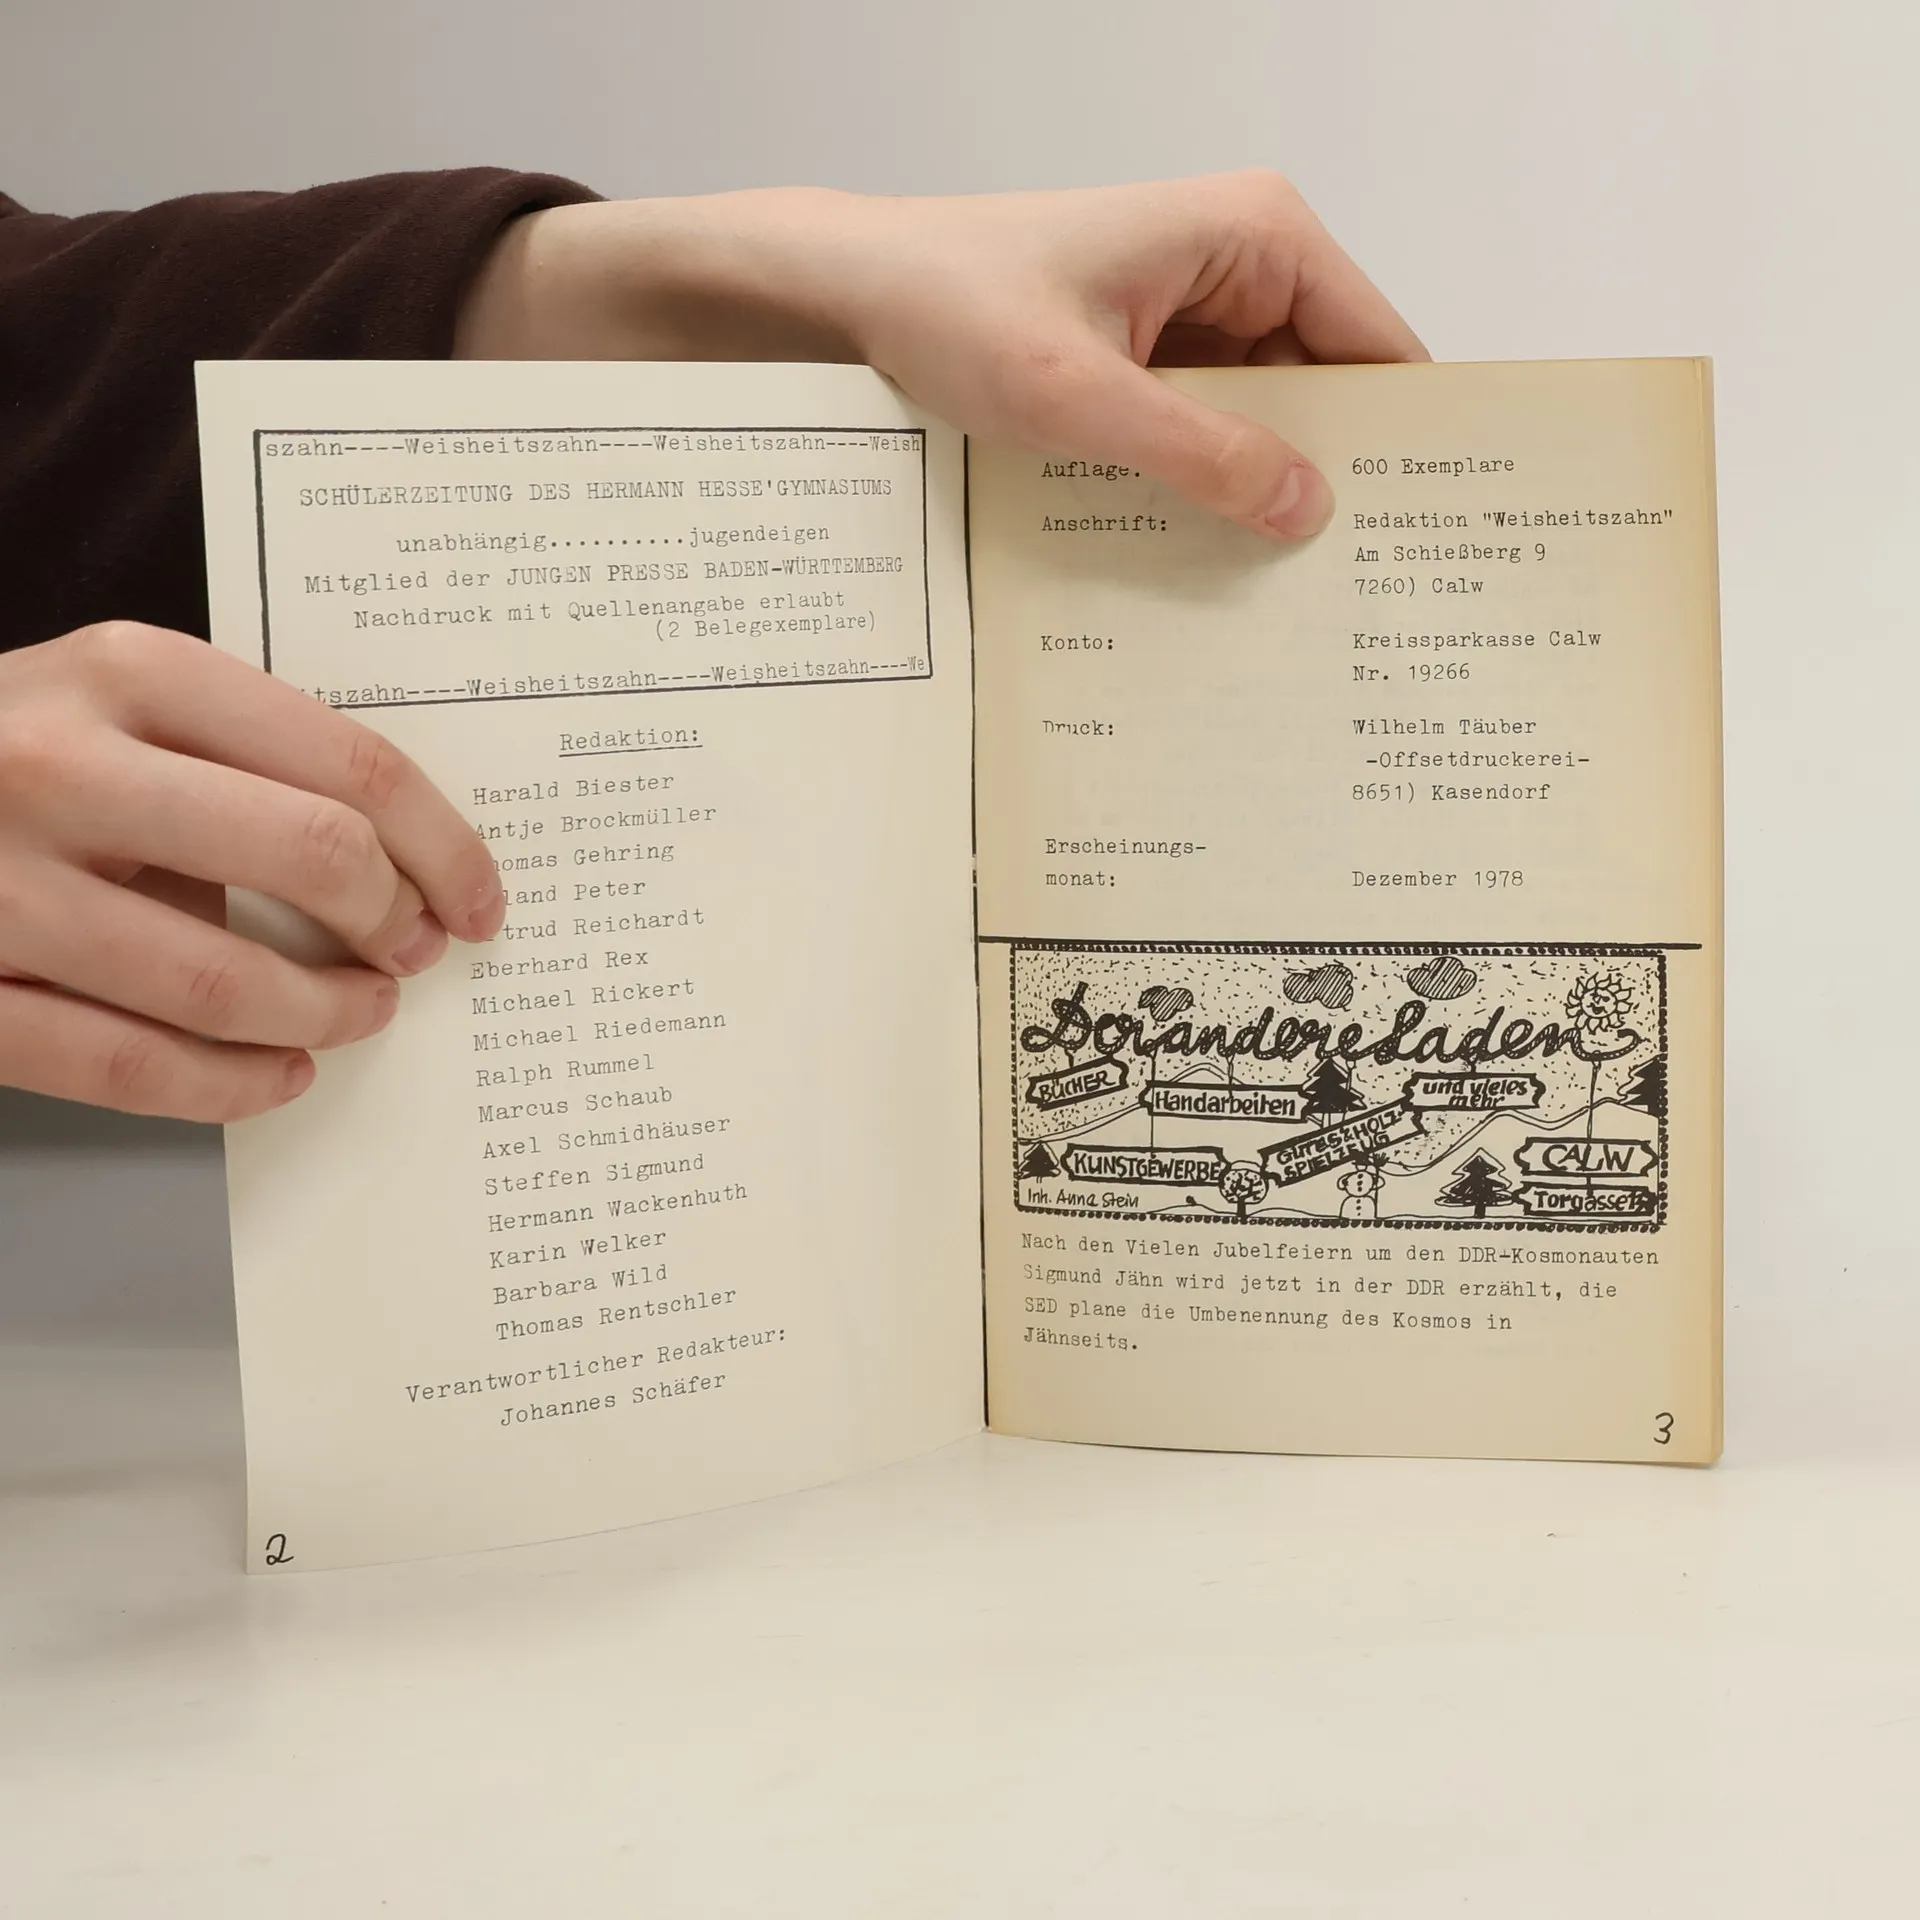 szahn----Weisheitszahn----Weisheitszahn----Weish
SCHÜLERZEITUNG DES HERMANN HESSE'GYMNASIUMS
unabhängig..........jugendeigen
Mitglied der JUNGEN PRESSE BADEN-WÜRTTEMBERG
Nachdruck mit Quellenangabe erlaubt
(2 Belegexemplare)
tszahn----Weisheitszahn----Weisheitszahn----We
Redaktion:
Harald Biester
Antje Brockmüller
homas Gehring
land Peter
trud Reichardt
Eberhard Rex
Michael Rickert
Michael Riedemann
Ralph Rummel
Marcus Schaub
Axel Schmidhäuser
Steffen Sigmund
Hermann Wackenhuth
Karin Welker
Barbara Wild
Thomas Rentschler
Verantwortlicher Redakteur:
Johannes Schäfer
2
Auflage: 600 Exemplare
Anschrift: Redaktion "Weisheitszahn"
Am Schießberg 9
7260) Calw
Konto: Kreissparkasse Calw
Nr. 19266
Druck: Wilhelm Täuber
-Offsetdruckerei-
8651) Kasendorf
Erscheinungs-
monat: Dezember 1978
Der andere Laden
BÜCHER
Handarbeiten
und vieles
mehr
GUTES & HOLZ-
SPIELZEUG
KUNSTGEWERBE
CALW
Torgasse 12
Inh. Anna Stein
Nach den Vielen Jubelfeiern um den DDR-Kosmonauten
Sigmund Jähn wird jetzt in der DDR erzählt, die
SED plane die Umbenennung des Kosmos in
Jähnseits.
3